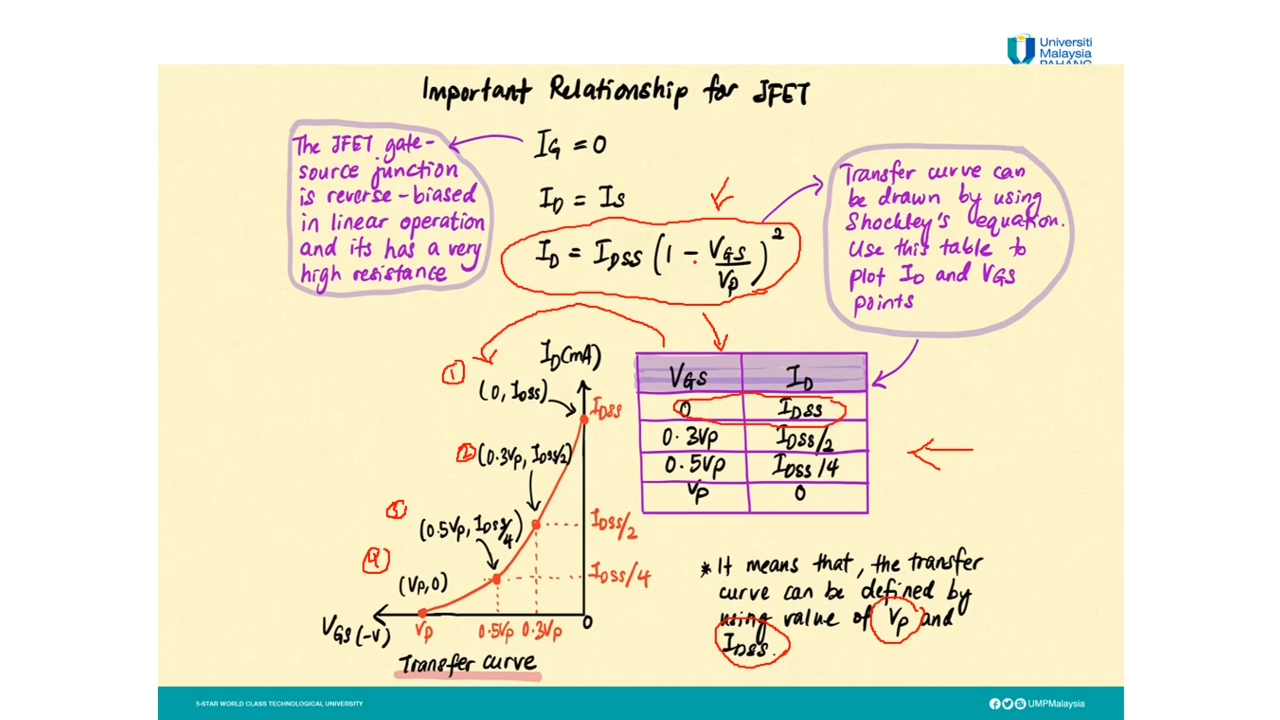 Universiti
Malaysia
PAHANG
Important Relationship for JFET
The JFET gate-
source junction
is reverse-biased
in linear operation
and its has a very
high resistance
IG = 0
ID = Is
ID = IDSS (1 - VGS/Vp)²
Transfer curve can
be drawn by using
Shockley's equation.
Use this table to
plot ID and VGS
points
VGS ID
0 IDSS
0.3Vp IDSS/2
0.5Vp IDSS/4
Vp 0
ID(mA)
1
(0, IDSS)
IDSS
2 (0.3Vp, IDSS/2)
3
(0.5Vp, IDSS/4)
IDSS/2
4
(Vp,0)
IDSS/4
VGS (-V)
Vp 0.5Vp 0.3Vp 0
Transfer curve
* It means that, the transfer
curve can be defined by
using value of Vp and
IDSS.
5-STAR WORLD CLASS TECHNOLOGICAL UNIVERSITY
UMPMalaysia